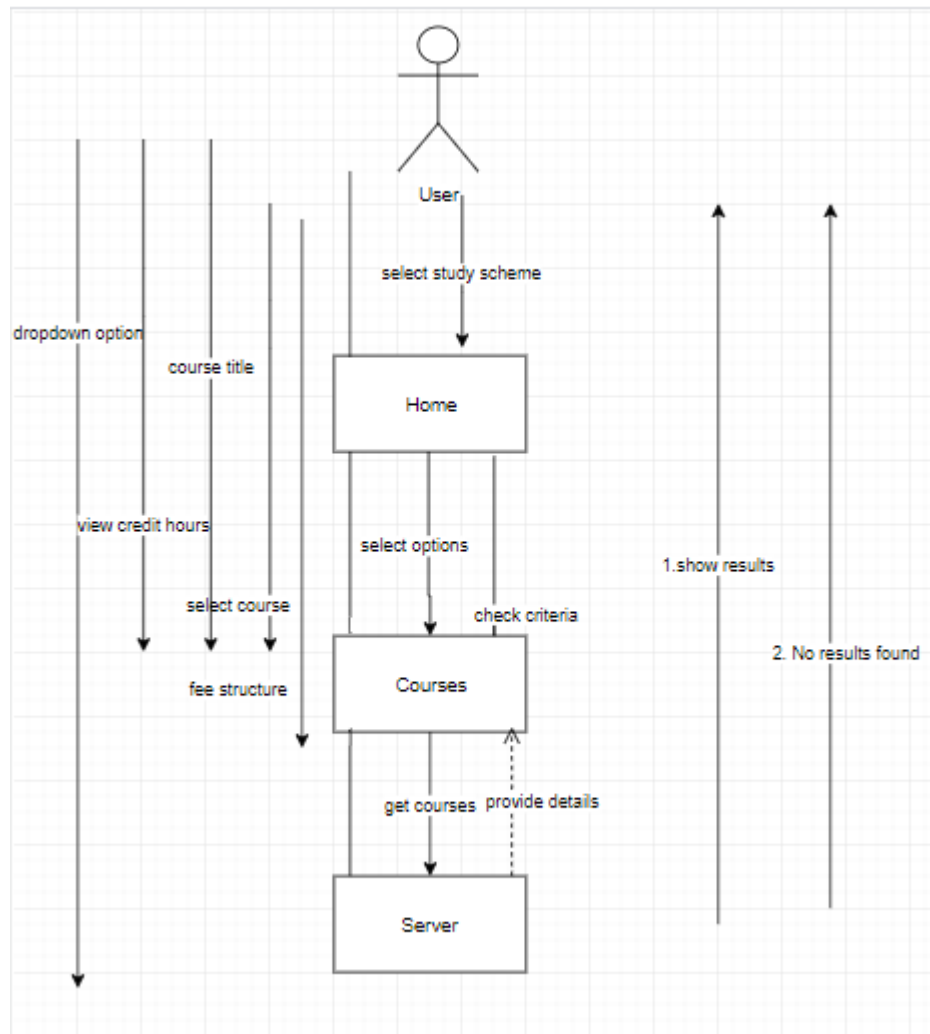 User
select study scheme
dropdown option
course title
Home
view credit hours
select options
1.show results
select course
check criteria
2. No results found
fee structure
Courses
get courses
provide details
Server